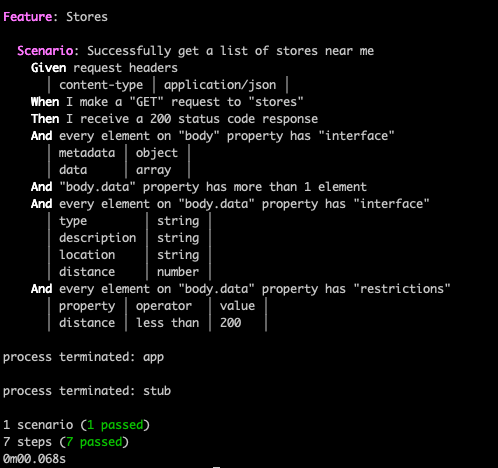 Feature: Stores
Scenario: Successfully get a list of stores near me
Given request headers
| content-type | application/json |
When I make a "GET" request to "stores"
Then I receive a 200 status code response
And every element on "body" property has "interface"
| metadata | object |
| data | array |
And "body.data" property has more than 1 element
And every element on "body.data" property has "interface"
| type | string |
| description | string |
| location | string |
| distance | number |
And every element on "body.data" property has "restrictions"
| property | operator | value |
| distance | less than | 200 |
process terminated: app
process terminated: stub
1 scenario (1 passed)
7 steps (7 passed)
0m00.068s